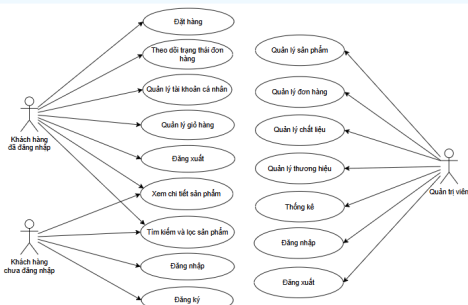 Đặt hàng
Theo dõi trạng thái đơn
hàng
Quản lý tài khoản cá nhân
Quản lý giỏ hàng
Đăng xuất
Xem chi tiết sản phẩm
Tìm kiếm và lọc sản phẩm
Đăng nhập
Đăng ký
Khách hàng
đã đăng nhập
Khách hàng
chưa đăng nhập
Quản lý sản phẩm
Quản lý đơn hàng
Quản lý chất liệu
Quản lý thương hiệu
Thống kê
Đăng nhập
Đăng xuất
Quản trị viên